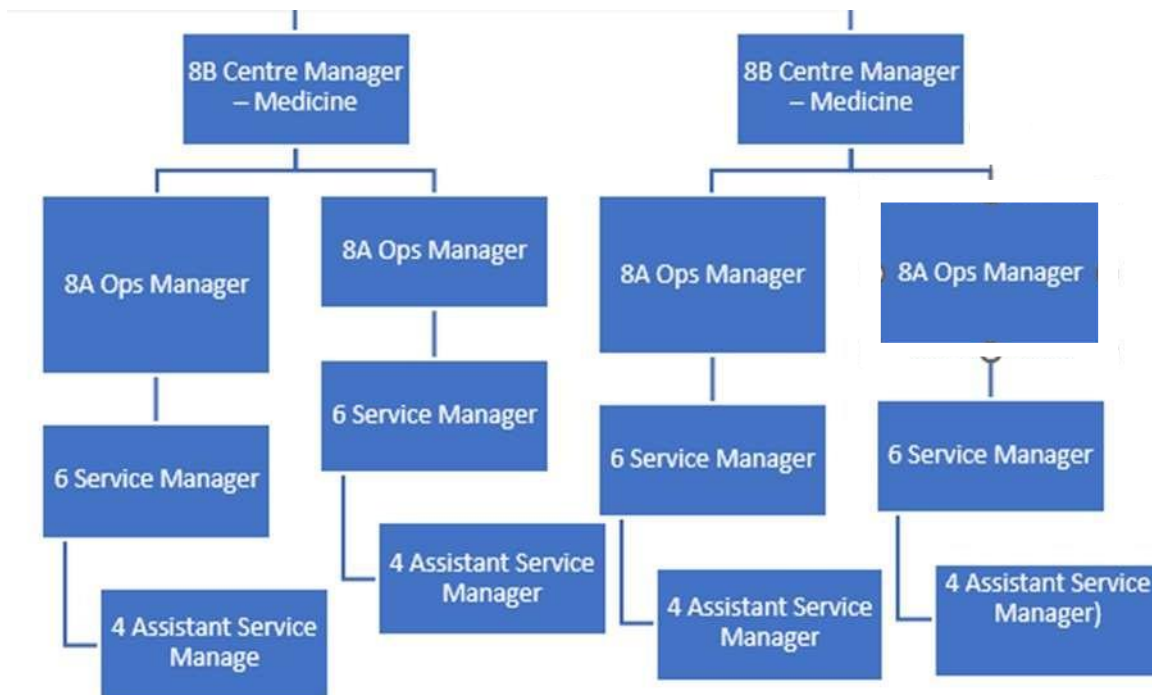 8B Centre Manager
– Medicine
8B Centre Manager
– Medicine
8A Ops Manager
8A Ops Manager
8A Ops Manager
8A Ops Manager
6 Service Manager
6 Service Manager
6 Service Manager
6 Service Manager
4 Assistant Service
Manage
4 Assistant Service
Manager
4 Assistant Service
Manager
4 Assistant Service
Manager)